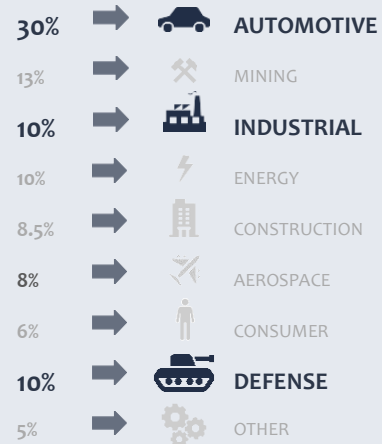 30% AUTOMOTIVE
13% MINING
10% INDUSTRIAL
10% ENERGY
8.5% CONSTRUCTION
8% AEROSPACE
6% CONSUMER
10% DEFENSE
5% OTHER